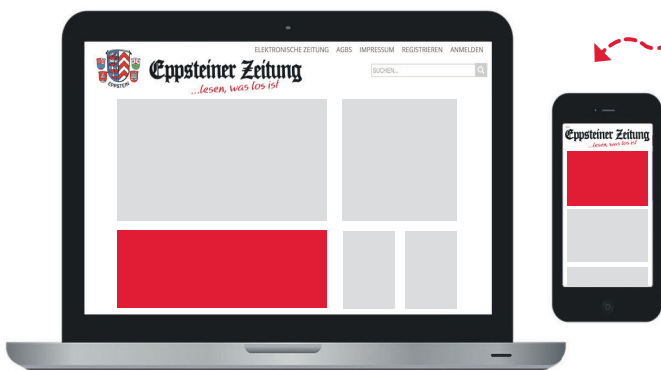 ELEKTRONISCHE ZEITUNG AGBS IMPRESSUM REGISTRIEREN ANMELDEN
Eppsteiner Zeitung
...lesen, was los ist
SUCHEN...
EPPSTEIN
Eppsteiner Zeitung
...lesen, was los ist